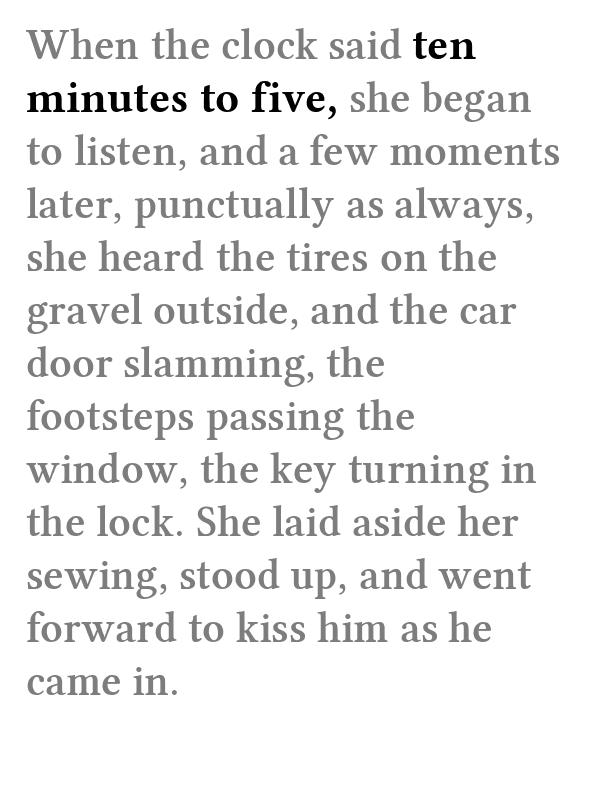 When the clock said ten
minutes to five, she began
to listen, and a few moments
later, punctually as always,
she heard the tires on the
gravel outside, and the car
door slamming, the
footsteps passing the
window, the key turning in
the lock. She laid aside her
sewing, stood up, and went
forward to kiss him as he
came in.